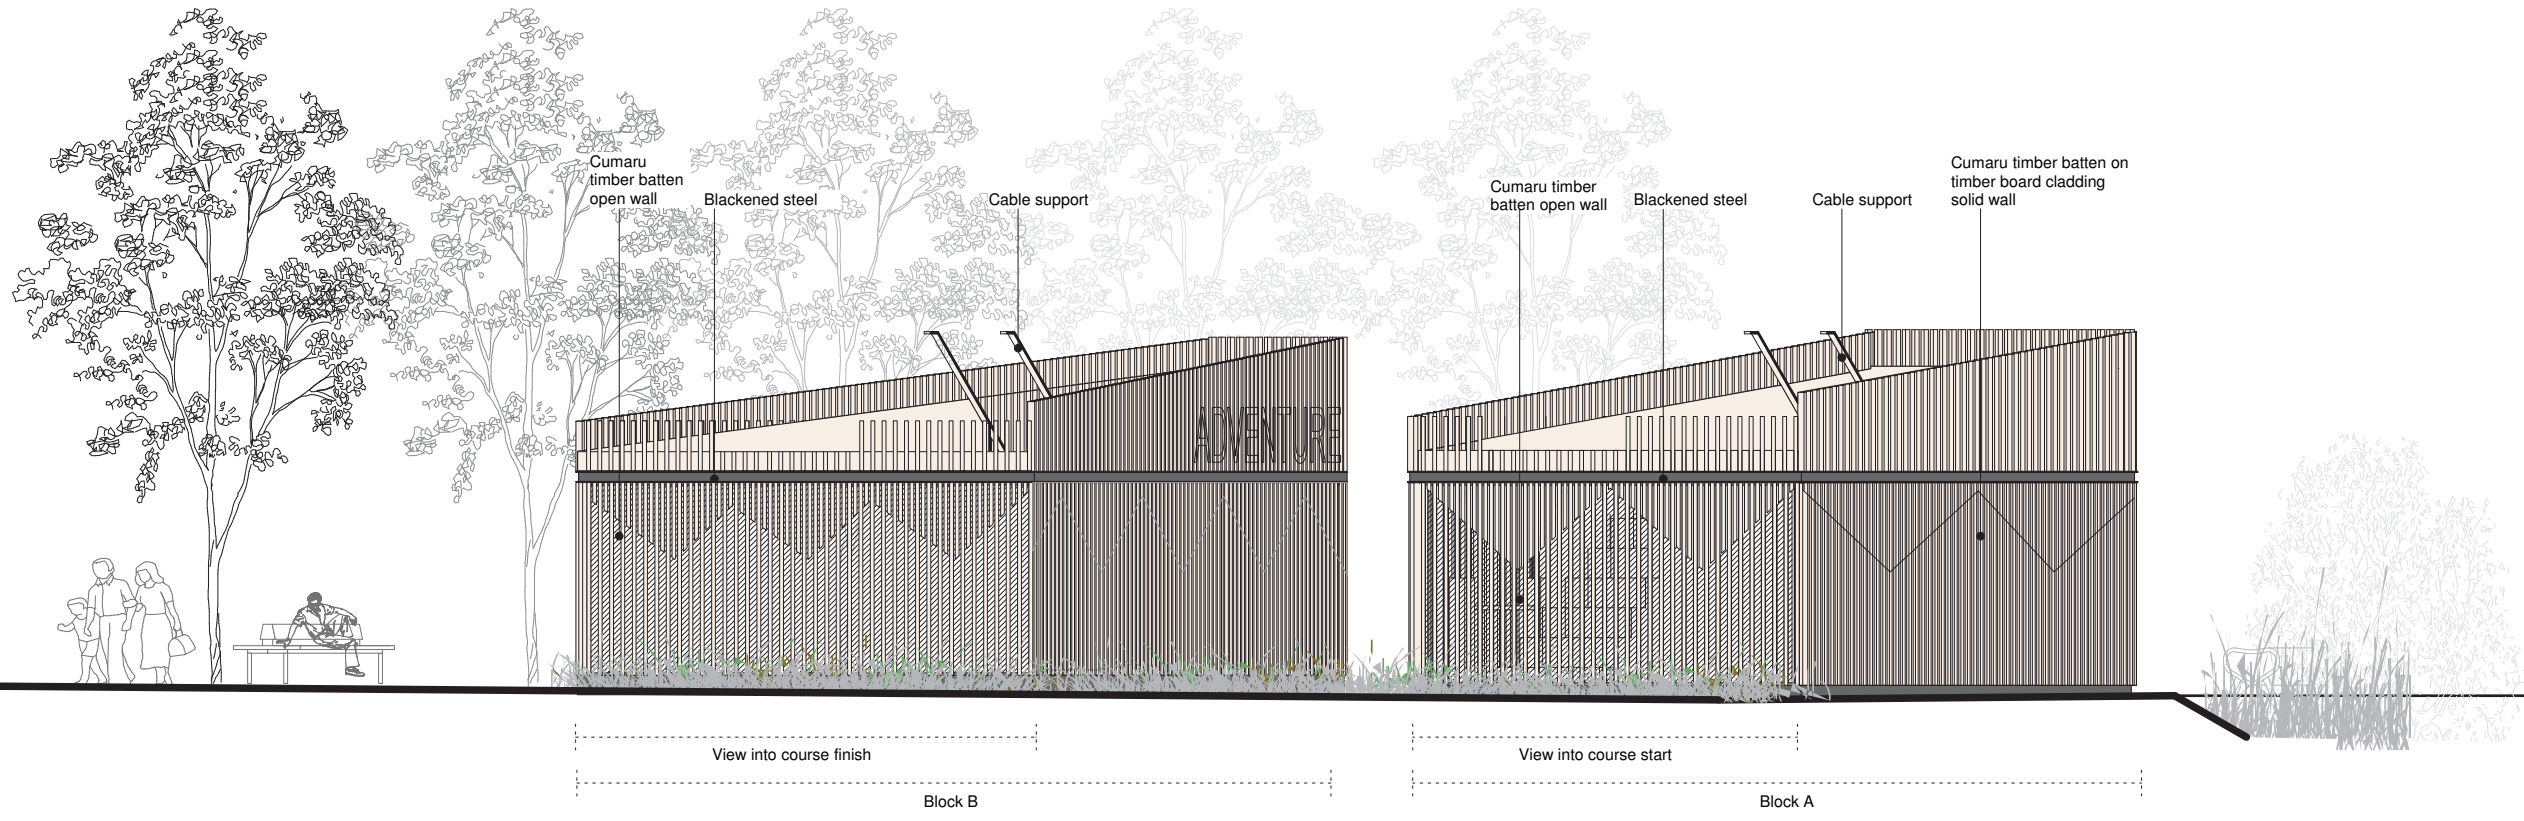 Cumaru
timber batten
open wall
Blackened steel
Cable support
Cumaru timber
batten open wall
Blackened steel
Cable support
Cumaru timber batten on
timber board cladding
solid wall
ADVENTURE
View into course finish
View into course start
Block B
Block A